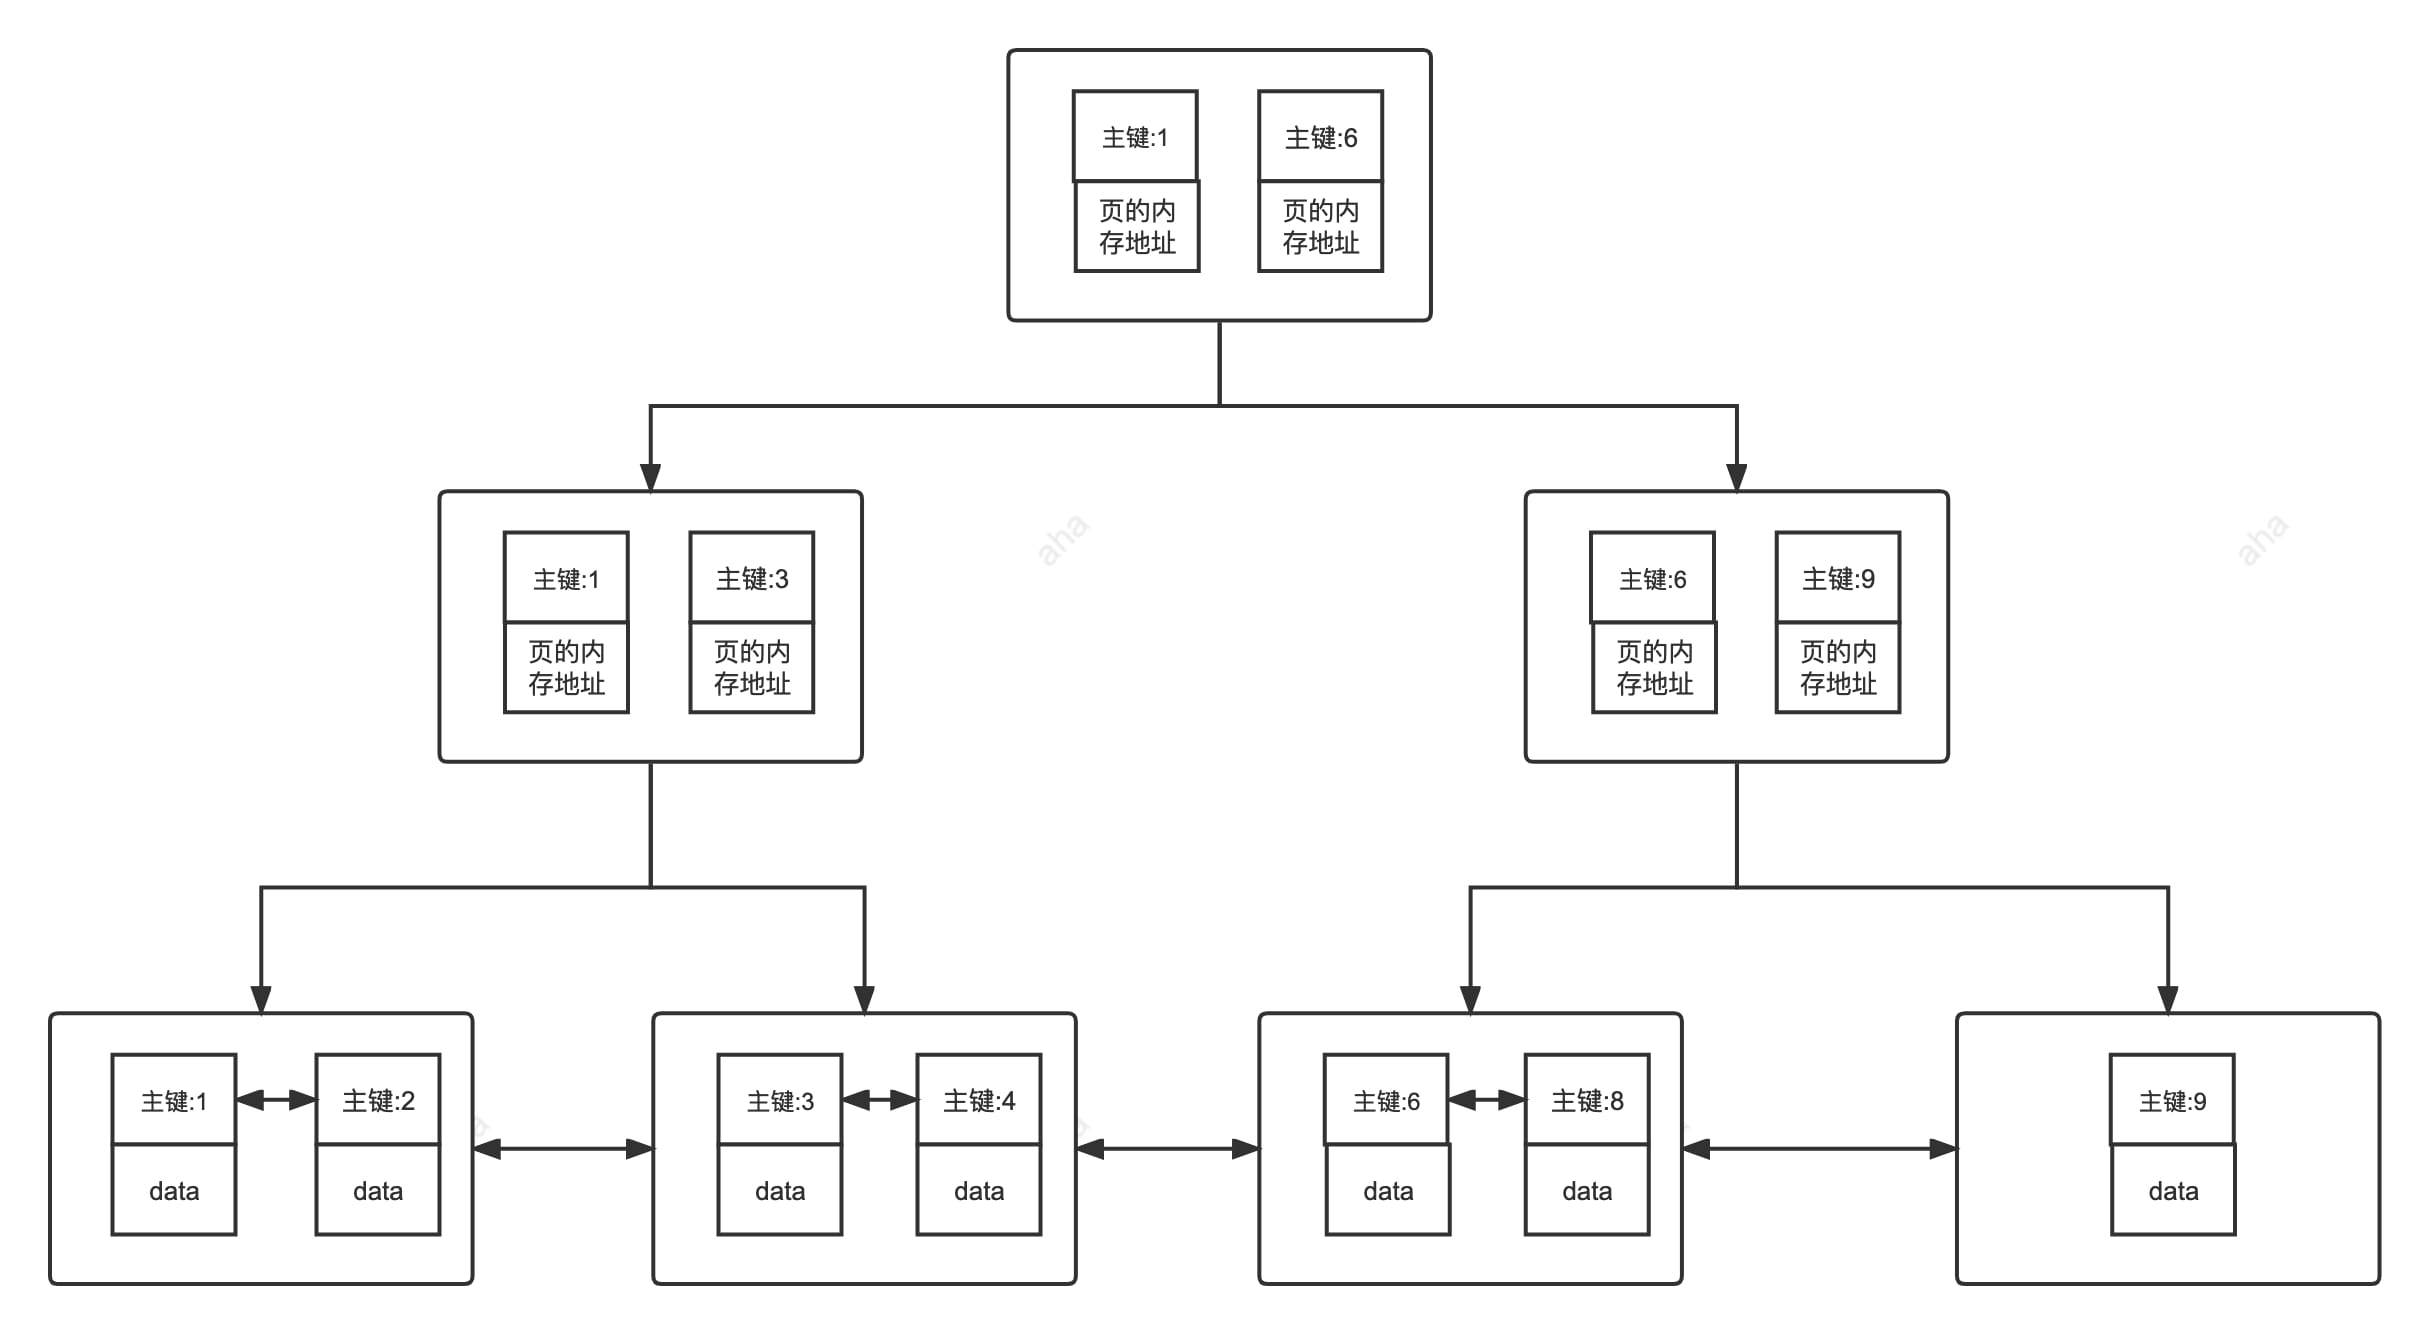 主键:1
主键:6
页的内
存地址
页的内
存地址
aha
aha
主键:1
主键:3
主键:6
主键:9
页的内
存地址
页的内
存地址
页的内
存地址
页的内
存地址
主键:1
主键:2
主键:3
主键:4
主键:6
主键:8
主键:9
data
data
data
data
data
data
data